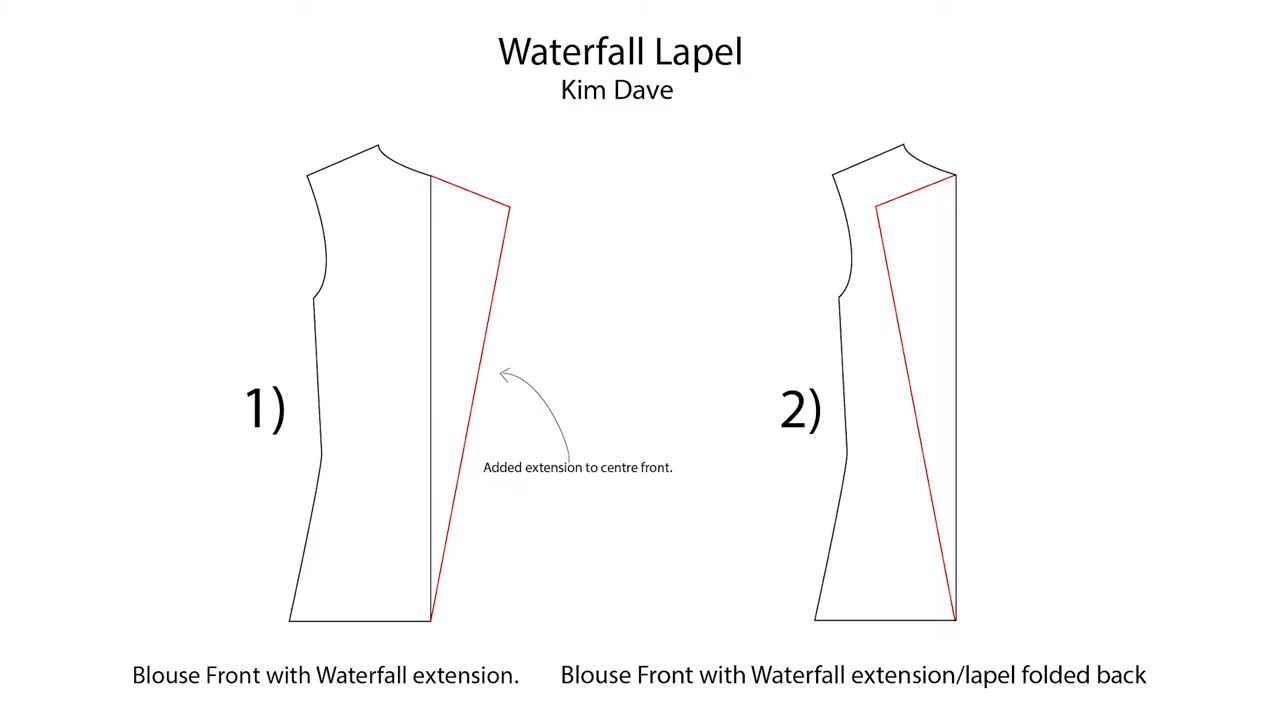 Waterfall Lapel
Kim Dave
1)
2)
Added extension to centre front.
Blouse Front with Waterfall extension.
Blouse Front with Waterfall extension/lapel folded back